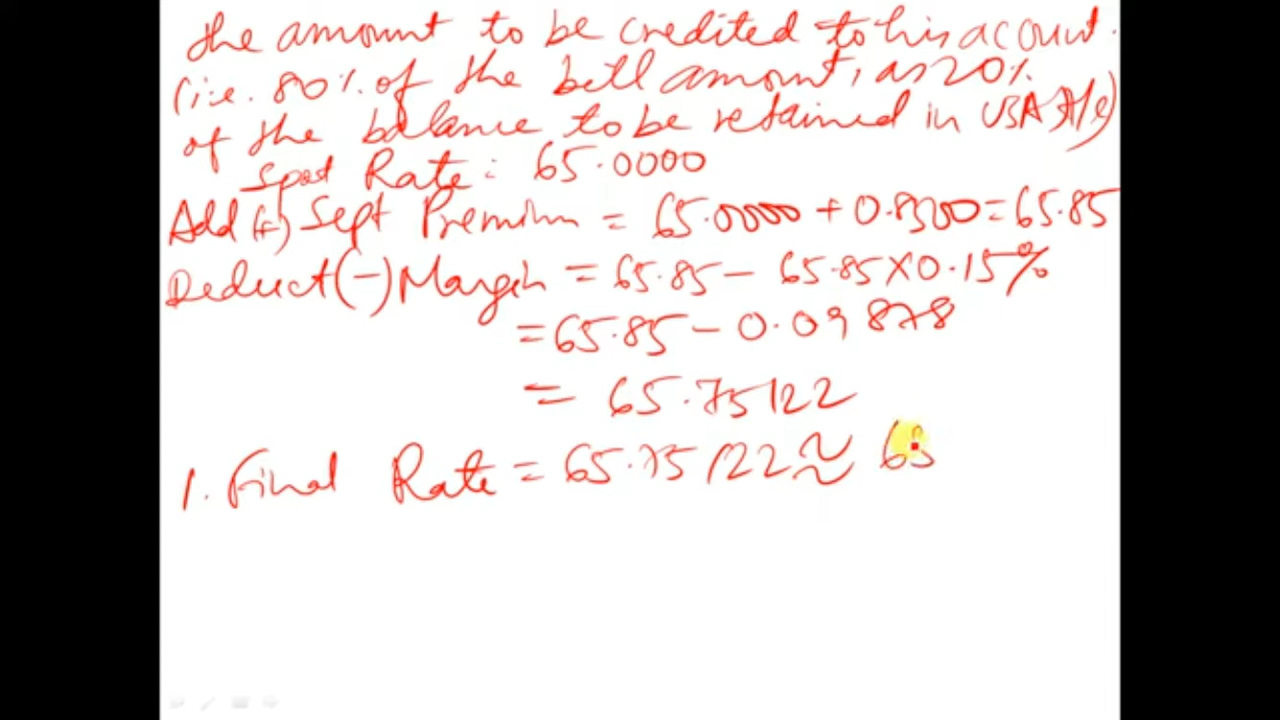 the amount to be credited to his account.
(i.e. 80% of the bill amount, as 20%
of the balance to be retained in USA A/c)
Spot Rate: 65.0000
Add (+) Sept Premium = 65.0000 + 0.8500 = 65.85
Deduct (-) Margin = 65.85 - 65.85 X 0.15%
= 65.85 - 0.09878
= 65.75122
1. Final Rate = 65.75122 ≈ 65